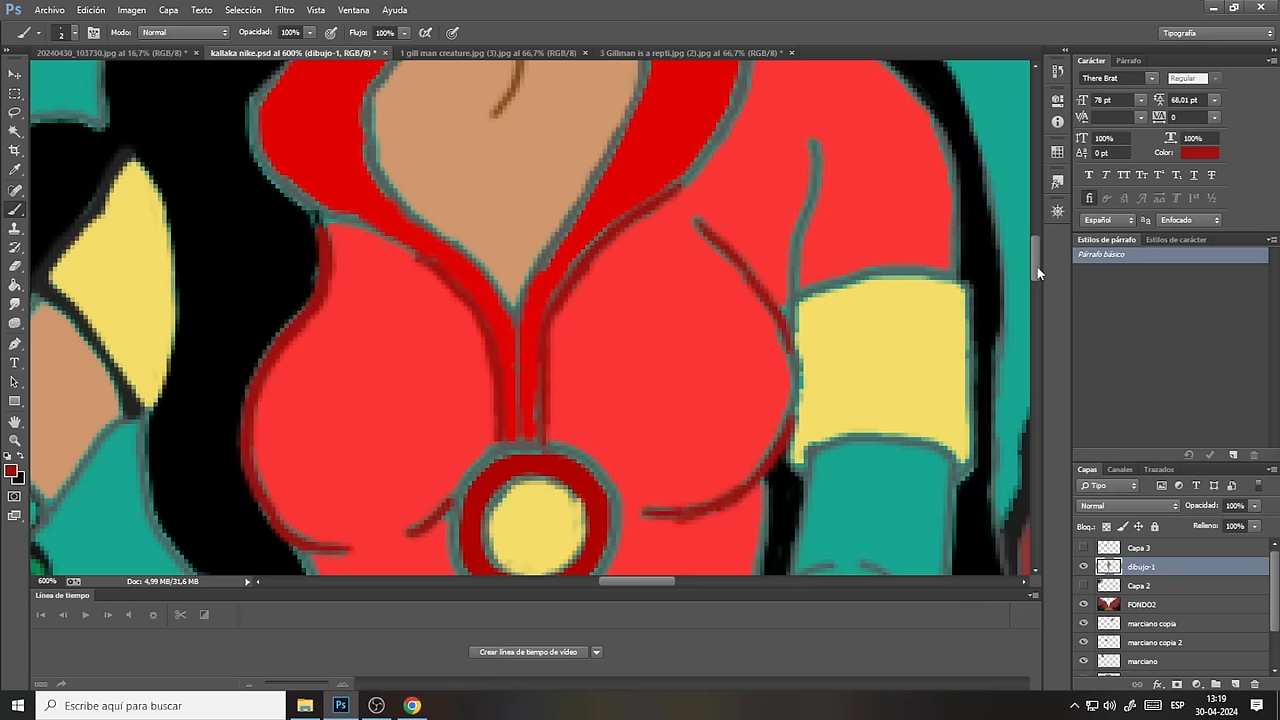 Ps Archivo Edición Imagen Capa Texto Selección Filtro Vista Ventana Ayuda
2 Modo: Normal Opacidad: 100% Flujo: 100% Tipografía
20240430_103730.jpg al 16,7% (RGB/8) * × kallaka nike.psd al 600% (dibujo-1, RGB/8) * × 1 gill man creature.jpg (3).jpg al 66,7% (RGB/8) × 3 Gillman is a repti.jpg (2).jpg al 66,7% (RGB/8) * ×
Carácter Párrafo
There Brat Regular
78 pt 68,01 pt
0
100% 100%
0 pt Color:
Español Enfocado
Estilos de párrafo Estilos de carácter
Párrafo básico
Capas Canales Trazados
Tipo
Normal Opacidad: 100%
Bloq.: Relleno: 100%
Capa 3
dibujo-1
Capa 2
FONDO2
marciano copia
marciano copia 2
marciano
600% Doc: 4,99 MB/31,6 MB
Línea de tiempo
Crear línea de tiempo de vídeo
Escribe aquí para buscar
Ps
ESP
13:19
30-04-2024